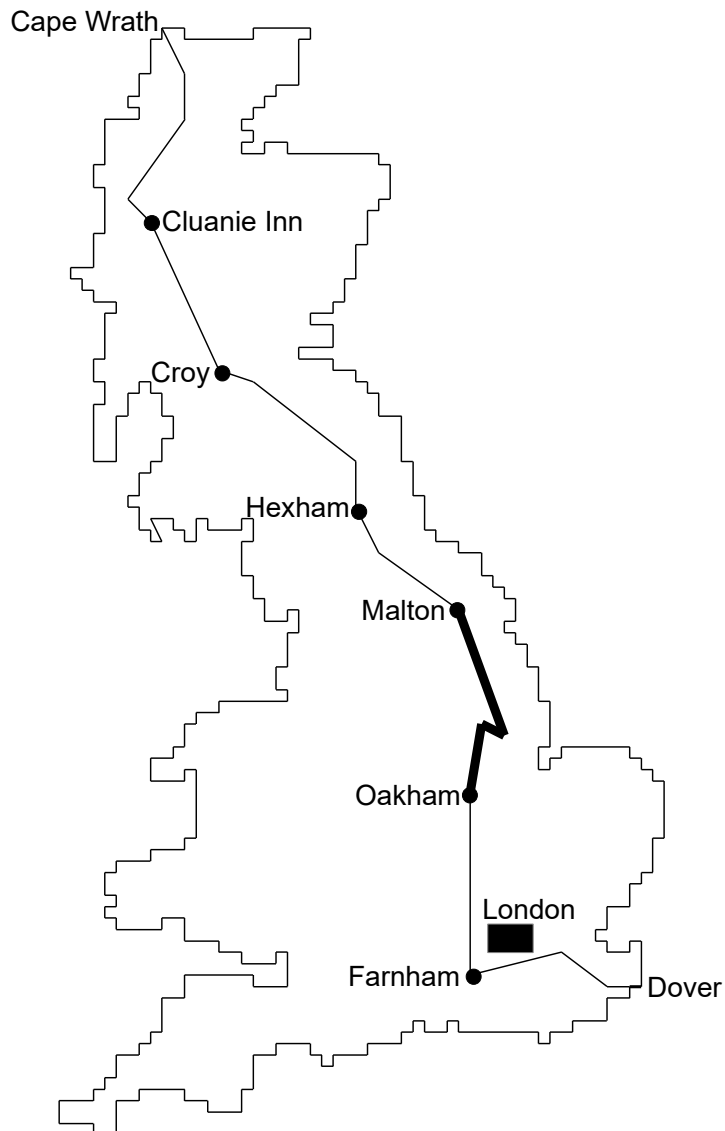 Cape Wrath
Cluanie Inn
Croy
Hexham
Malton
Oakham
London
Farnham
Dover